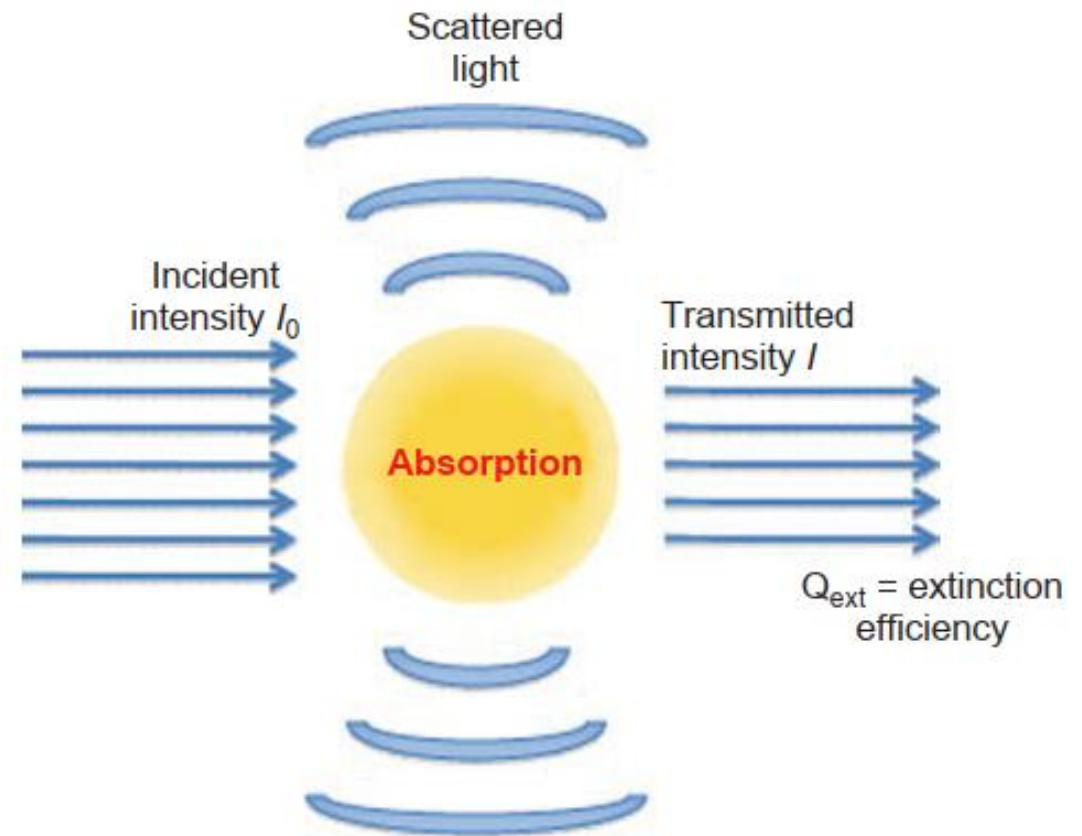 Scattered
light
Incident
intensity I₀
Transmitted
intensity I
Absorption
Qₑₓₜ = extinction
efficiency